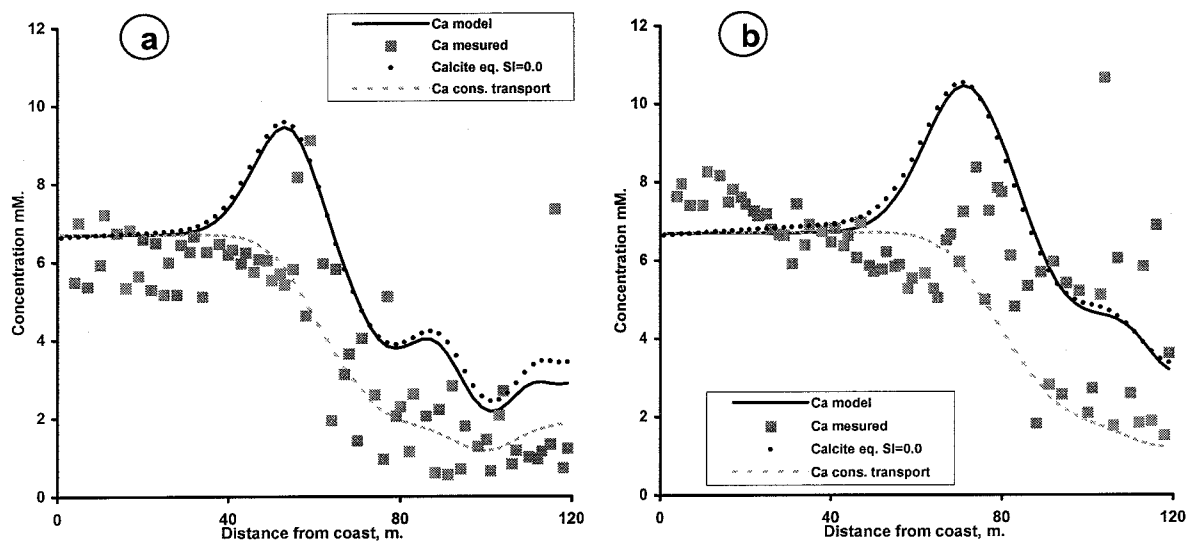 a
Ca model
Ca mesured
Calcite eq. SI=0.0
Ca cons. transport
12
10
8
6
4
2
0
Concentration mM.
0
40
80
120
Distance from coast, m.
b
12
10
8
6
4
2
0
Concentration mM.
Ca model
Ca mesured
Calcite eq. SI=0.0
Ca cons. transport
0
40
80
120
Distance from coast, m.